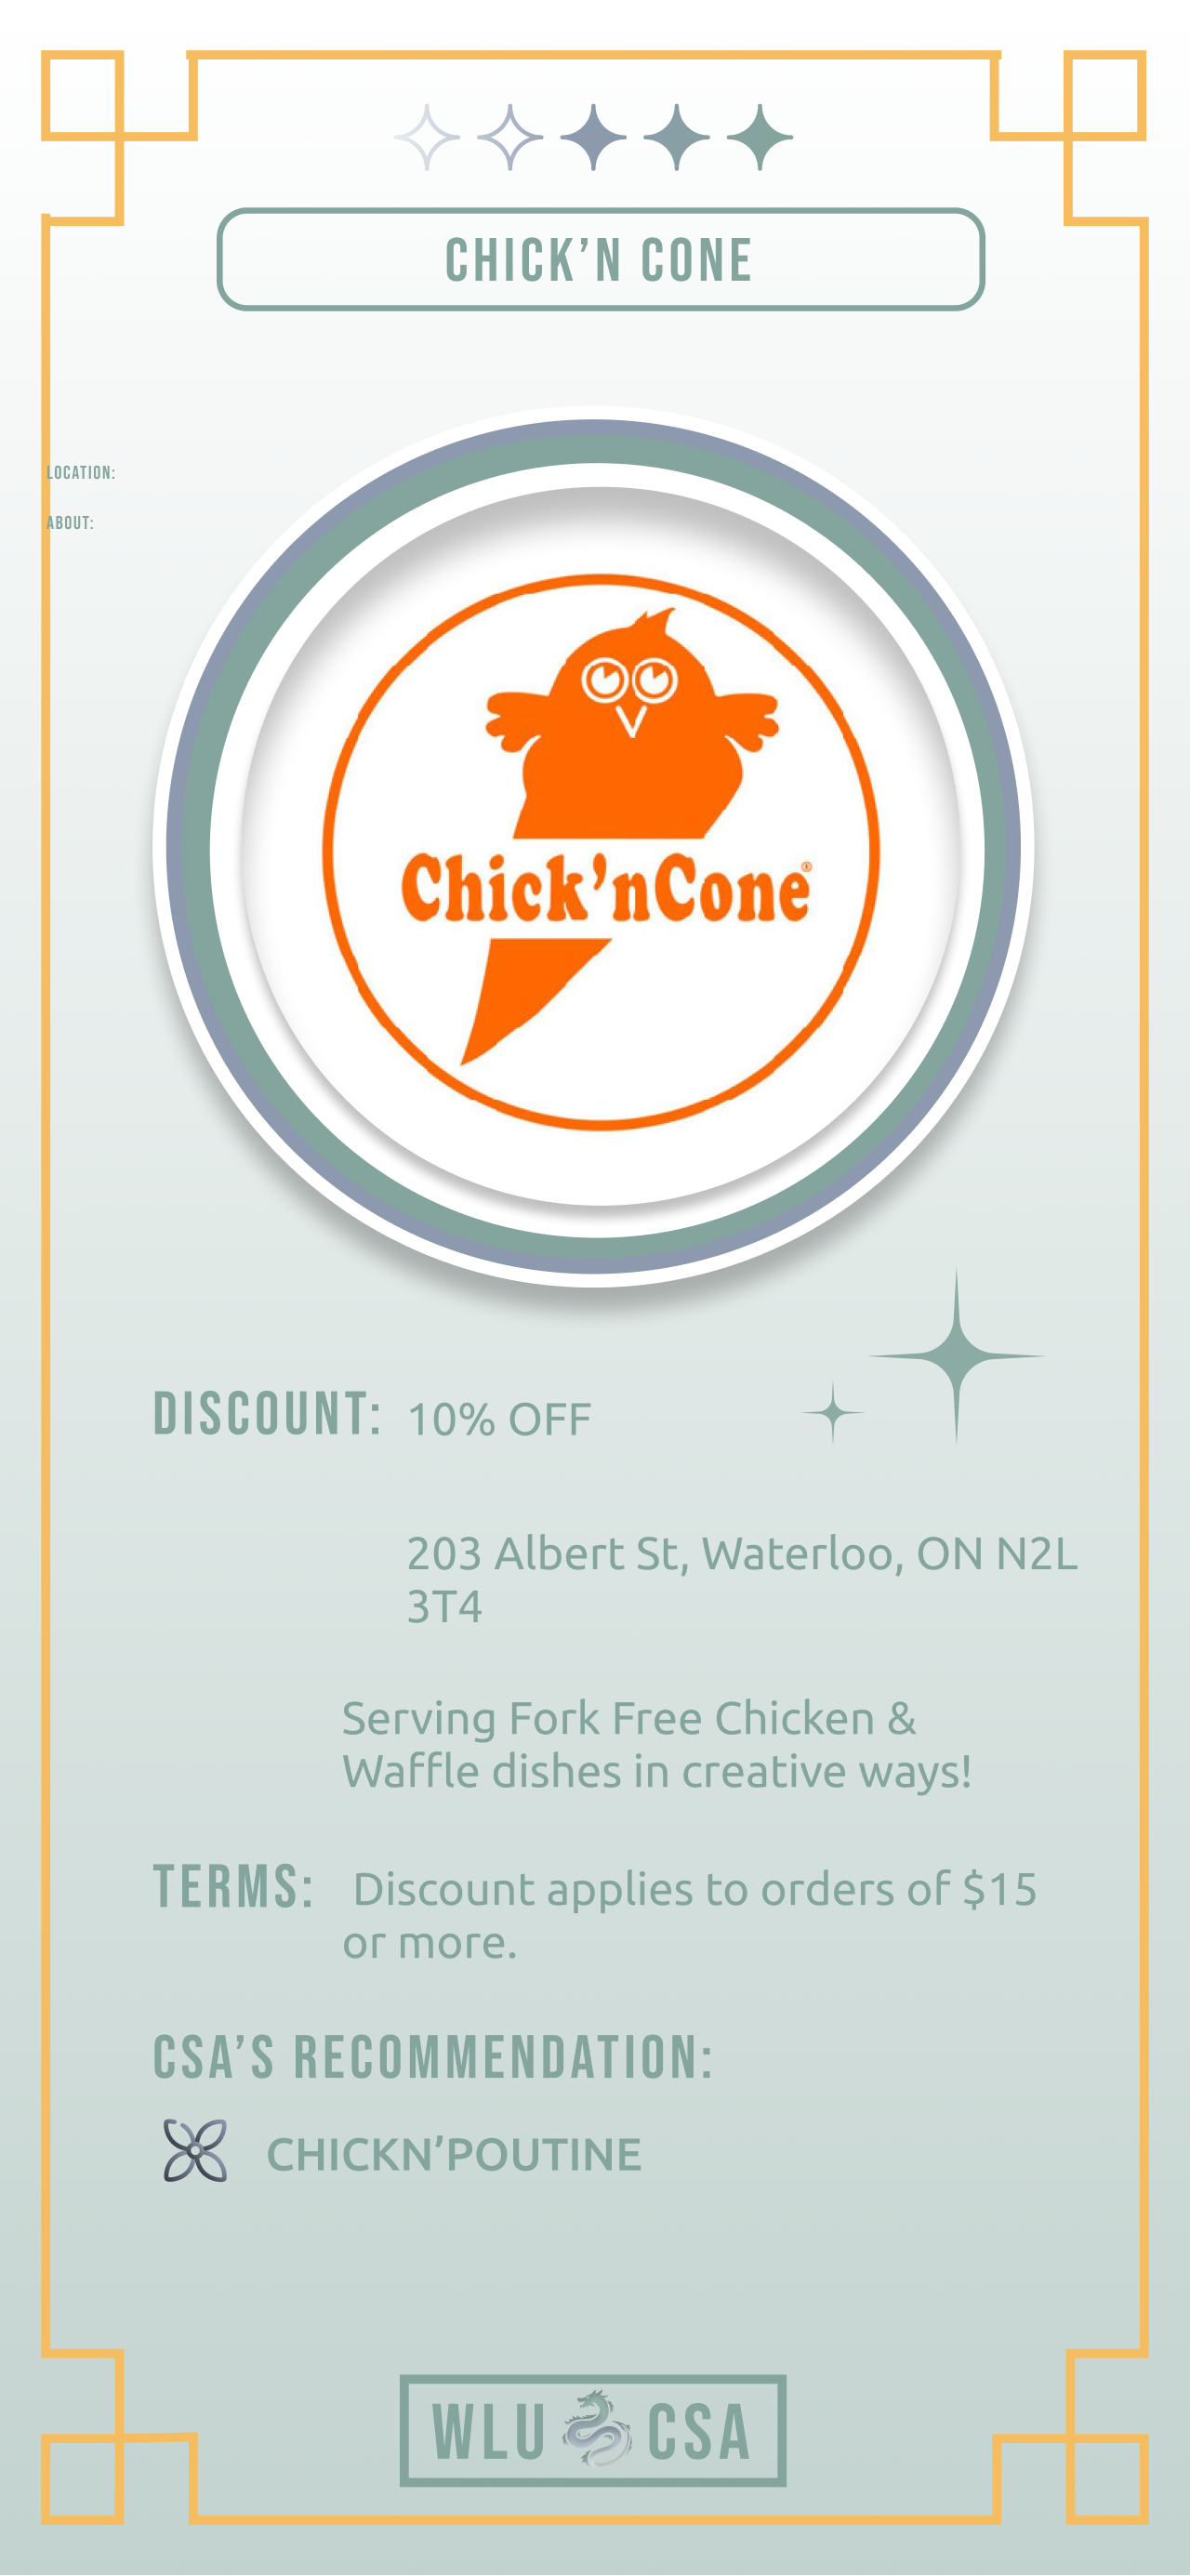 CHICK’N CONE
LOCATION:
ABOUT:
Chick’nCone®
DISCOUNT: 10% OFF
203 Albert St, Waterloo, ON N2L
3T4
Serving Fork Free Chicken &
Waffle dishes in creative ways!
TERMS: Discount applies to orders of $15
or more.
CSA’S RECOMMENDATION:
CHICKN’POUTINE
WLU CSA